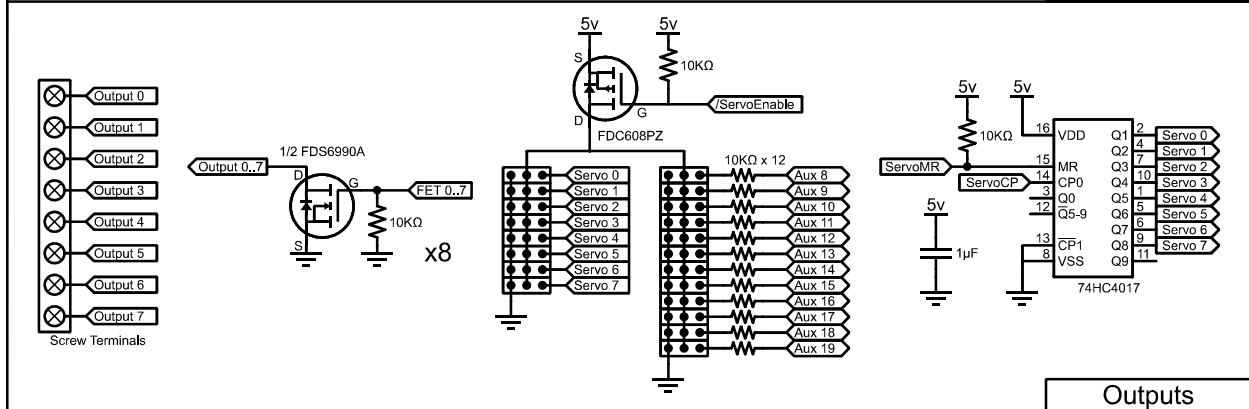 Output 0
Output 1
Output 2
Output 3
Output 4
Output 5
Output 6
Output 7
Screw Terminals
1/2 FDS6990A
Output 0..7
D
G
S
FET 0..7
10KΩ
x8
5v
5v
S
10KΩ
D
G
/ServoEnable
FDC608PZ
Servo 0
Servo 1
Servo 2
Servo 3
Servo 4
Servo 5
Servo 6
Servo 7
10KΩ x 12
Aux 8
Aux 9
Aux 10
Aux 11
Aux 12
Aux 13
Aux 14
Aux 15
Aux 16
Aux 17
Aux 18
Aux 19
5v
5v
10KΩ
ServoMR
ServoCP
5v
1µF
16 VDD
15 MR
14 CP0
3 Q0
12 Q5-9
13 CP1
8 VSS
Q1 2 Servo 0
Q2 4 Servo 1
Q3 7 Servo 2
Q4 10 Servo 3
Q5 1 Servo 4
Q6 5 Servo 5
Q7 6 Servo 6
Q8 9 Servo 7
Q9 11
74HC4017
Outputs